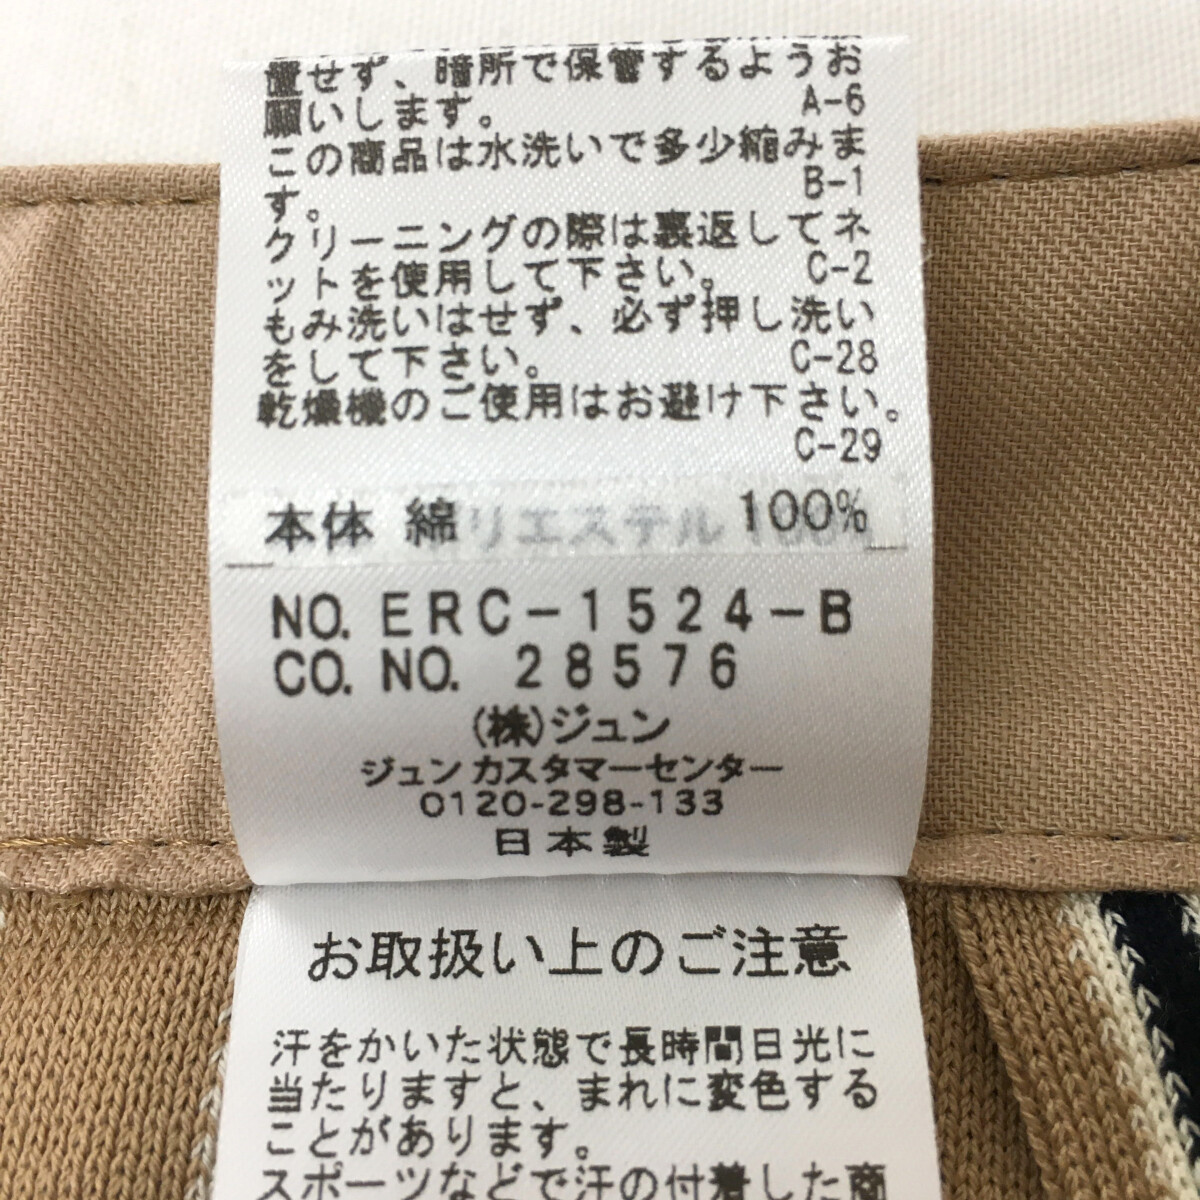 せず、暗所で保管するようお
願いします。 A-6
この商品は水洗いで多少縮みま
す。 B-1
クリーニングの際は裏返してネ
ットを使用して下さい。 C-2
もみ洗いはせず、必ず押し洗い
をして下さい。 C-28
乾燥機のご使用はお避け下さい。
C-29
本体 綿 リエステル 100%
NO. ERC-1524-B
CO. NO. 28576
(株)ジュン
ジュンカスタマーセンター
0120-298-133
日本製
お取扱い上のご注意
汗をかいた状態で長時間日光に
当たりますと、まれに変色する
ことがあります。
スポーツなどで汗の付着した商